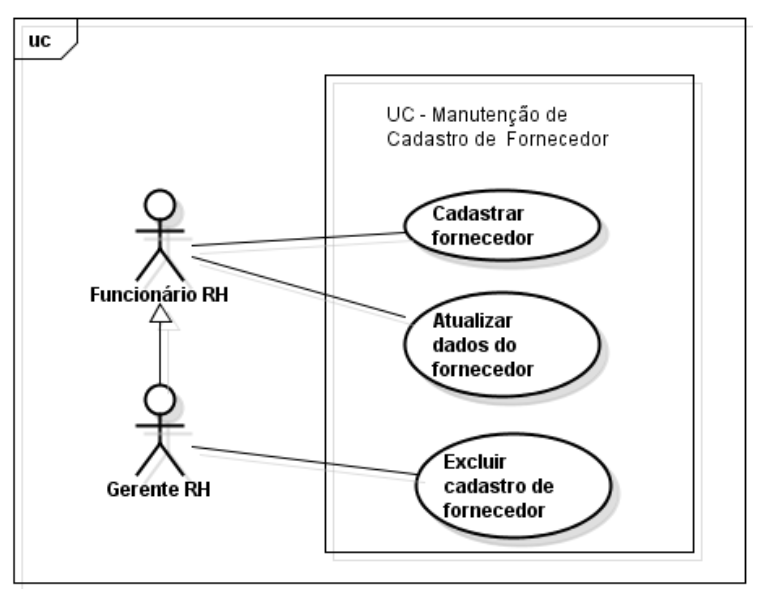 uc
UC - Manutenção de
Cadastro de Fornecedor
Cadastrar
fornecedor
Funcionário RH
Atualizar
dados do
fornecedor
Gerente RH
Excluir
cadastro de
fornecedor